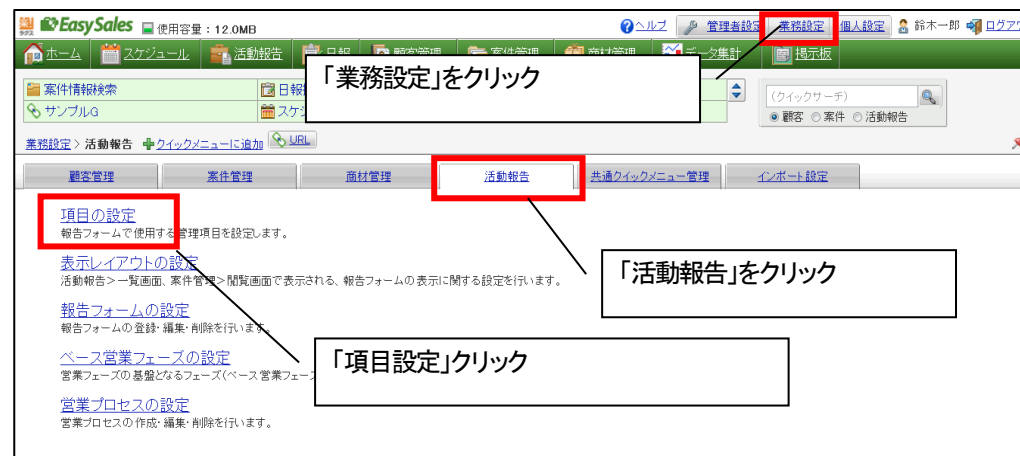 EasySales 使用容量：12.0MB ヘルプ 管理者設定 業務設定 個人設定 鈴木一郎 ログアウ
ホーム スケジュール 活動報告 日報 顧客管理 案件管理 商材管理 データ集計 掲示板
「業務設定」をクリック
案件情報検索 日報
サンプルG スケジ
(クイックサーチ)
顧客 案件 活動報告
業務設定 > 活動報告 クイックメニューに追加 URL
顧客管理 案件管理 商材管理 活動報告 共通クイックメニュー管理 インポート設定
項目の設定
報告フォームで使用する管理項目を設定します。
表示レイアウトの設定
活動報告＞一覧画面、案件管理＞閲覧画面で表示される、報告フォームの表示に関する設定を行います。
「活動報告」をクリック
報告フォームの設定
報告フォームの登録・編集・削除を行います。
「項目設定」クリック
ベース営業フェーズの設定
営業フェーズの基盤となるフェーズ(ベース営業フェー
営業プロセスの設定
営業プロセスの作成・編集・削除を行います。